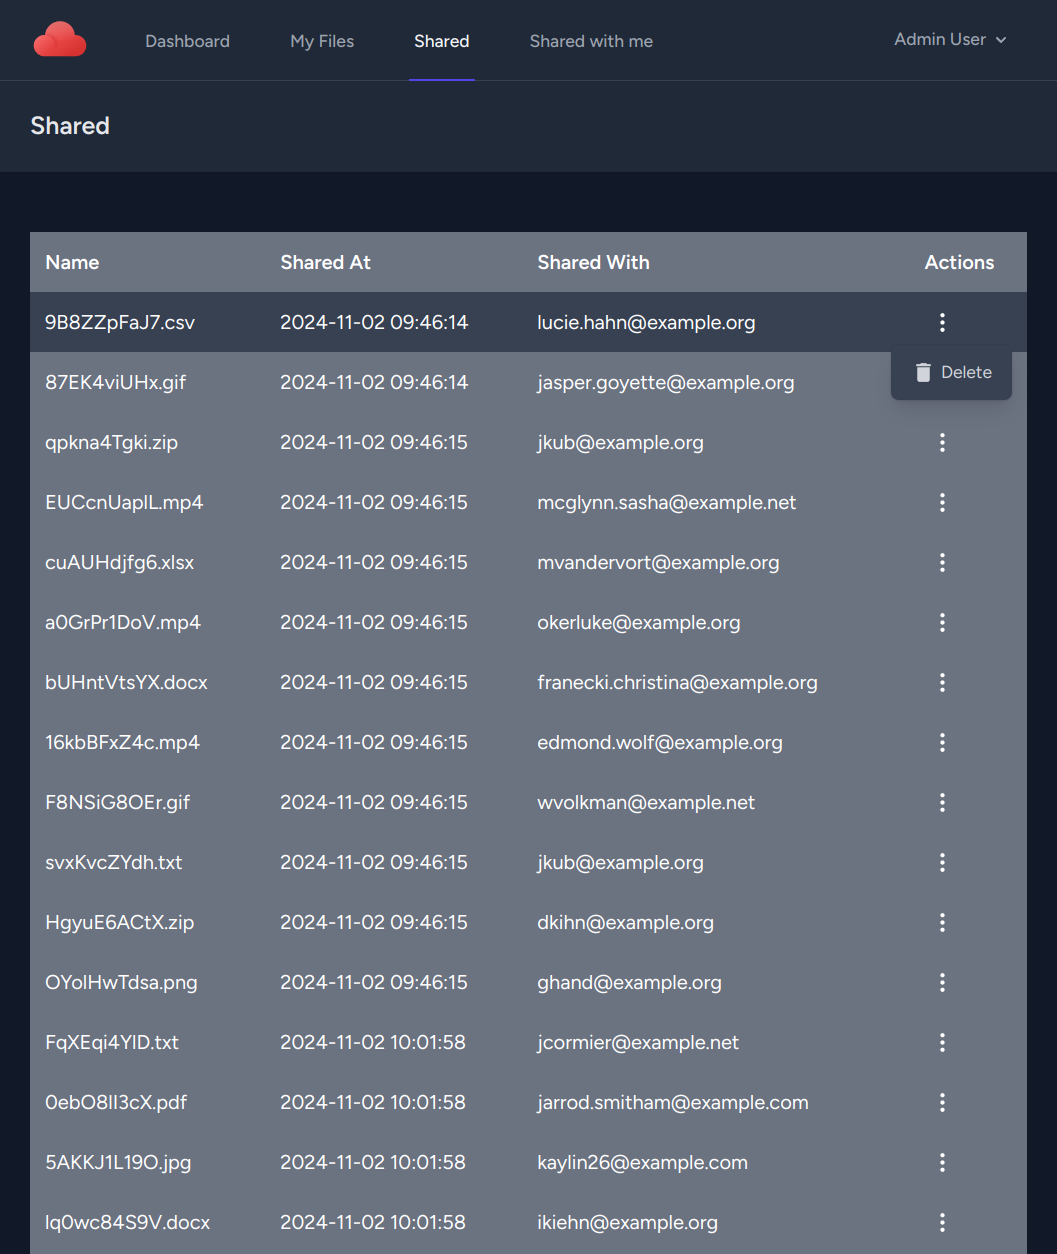 Dashboard My Files Shared Shared with me Admin User
Shared
Name Shared At Shared With Actions
9B8ZZpFaJ7.csv 2024-11-02 09:46:14 lucie.hahn@example.org
87EK4viUHx.gif 2024-11-02 09:46:14 jasper.goyette@example.org Delete
qpkna4Tgki.zip 2024-11-02 09:46:15 jkub@example.org
EUCcnUaplL.mp4 2024-11-02 09:46:15 mcglynn.sasha@example.net
cuAUHdjfg6.xlsx 2024-11-02 09:46:15 mvandervort@example.org
a0GrPr1DoV.mp4 2024-11-02 09:46:15 okerluke@example.org
bUHntVtsYX.docx 2024-11-02 09:46:15 franecki.christina@example.org
16kbBFxZ4c.mp4 2024-11-02 09:46:15 edmond.wolf@example.org
F8NSiG8OEr.gif 2024-11-02 09:46:15 wvolkman@example.net
svxKvcZYdh.txt 2024-11-02 09:46:15 jkub@example.org
HgyuE6ACtX.zip 2024-11-02 09:46:15 dkihn@example.org
OYolHwTdsa.png 2024-11-02 09:46:15 ghand@example.org
FqXEqi4YlD.txt 2024-11-02 10:01:58 jcormier@example.net
0ebO8lI3cX.pdf 2024-11-02 10:01:58 jarrod.smitham@example.com
5AKKJ1L19O.jpg 2024-11-02 10:01:58 kaylin26@example.com
lq0wc84S9V.docx 2024-11-02 10:01:58 ikiehn@example.org